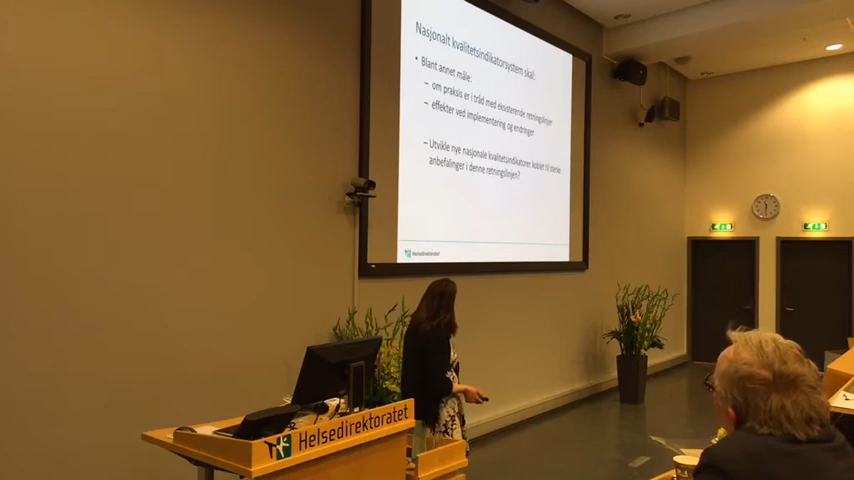 Nasjonalt kvalitetsindikatorsystem skal:
• Blant annet måle:
– om praksis er i tråd med eksisterende retningslinjer
– effekter ved implementering og endringer
– Utvikle nye nasjonale kvalitetsindikatorer koblet til sterke
anbefalinger i denne retningslinjen?
Helsedirektoratet
Helsedirektoratet